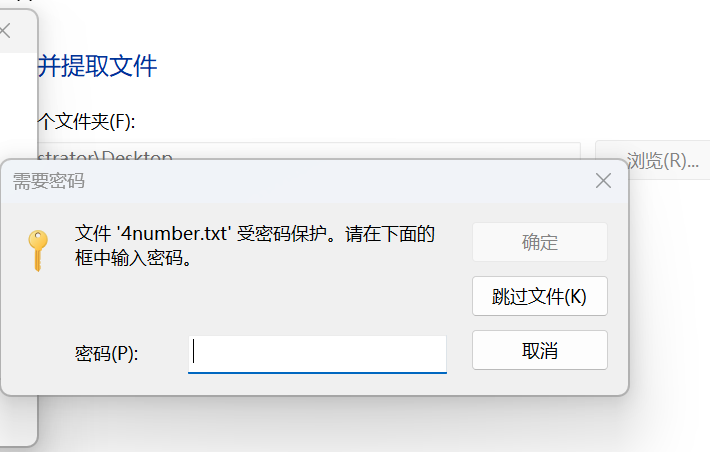 并提取文件
个文件夹(F):
strator\Desktop
浏览(R)...
需要密码
文件 '4number.txt' 受密码保护。请在下面的
框中输入密码。
确定
跳过文件(K)
密码(P):
取消